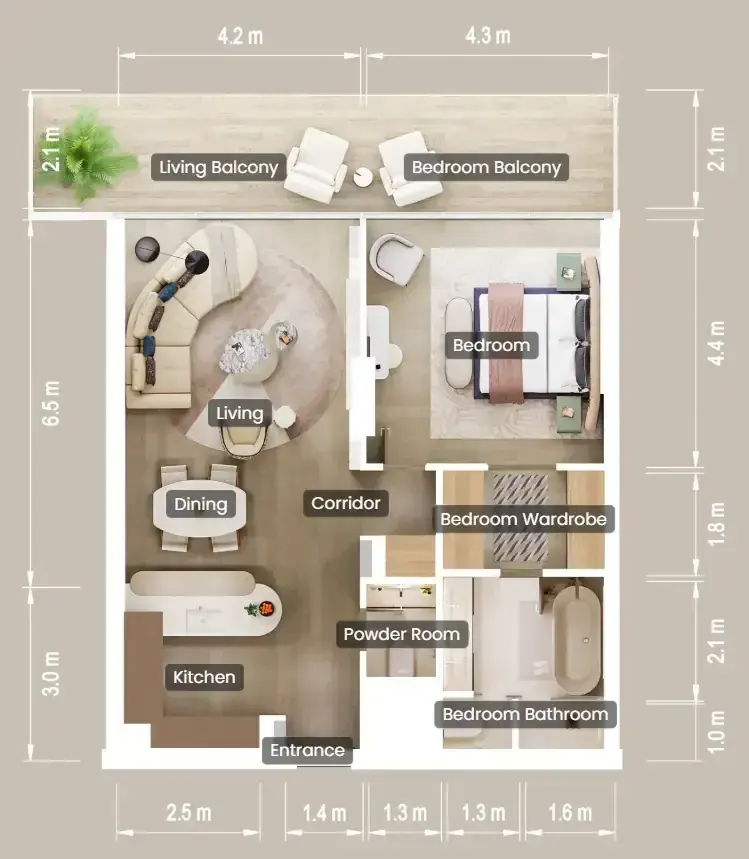 4.2 m
4.3 m
2.1 m
Living Balcony
Bedroom Balcony
2.1 m
Bedroom
4.4 m
6.5 m
Living
Dining
Corridor
Bedroom Wardrobe
1.8 m
Powder Room
2.1 m
3.0 m
Kitchen
Bedroom Bathroom
1.0 m
Entrance
2.5 m
1.4 m
1.3 m
1.3 m
1.6 m